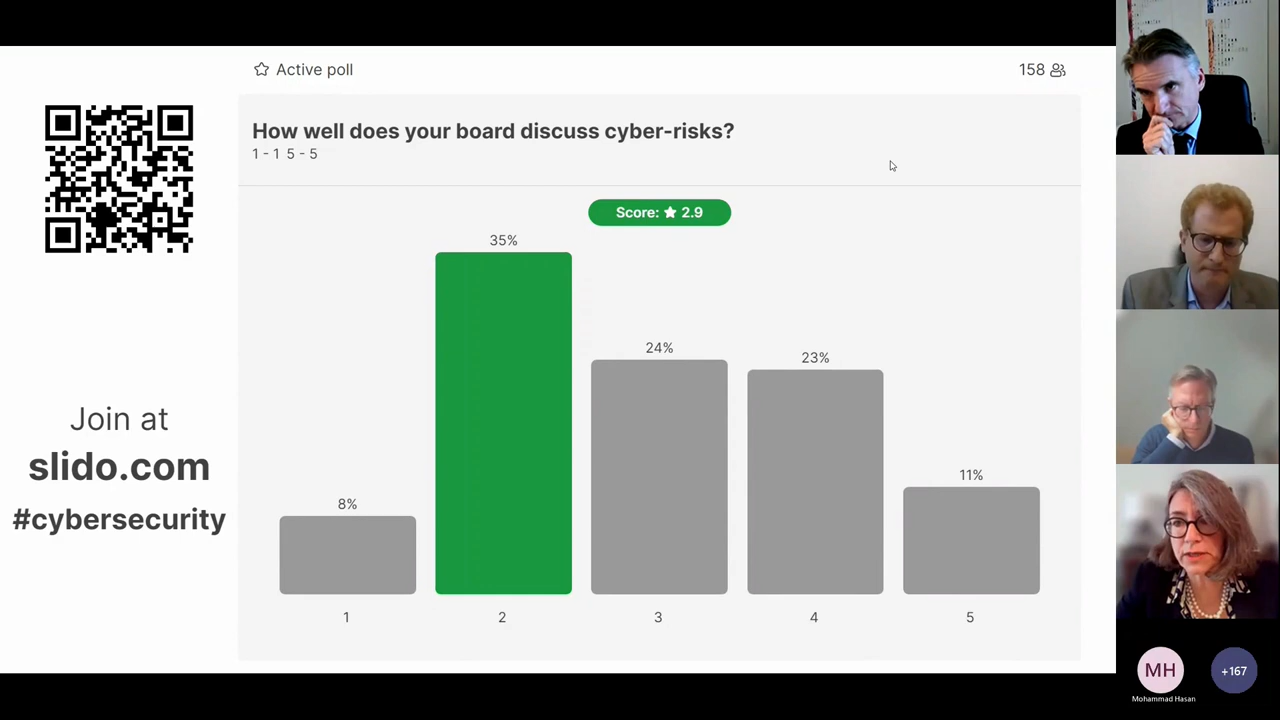 Active poll
158
How well does your board discuss cyber-risks?
1 - 1 5 - 5
Score: ★ 2.9
35%
24%
23%
11%
8%
1
2
3
4
5
Join at
slido.com
#cybersecurity
MH
+167
Mohammad Hasan